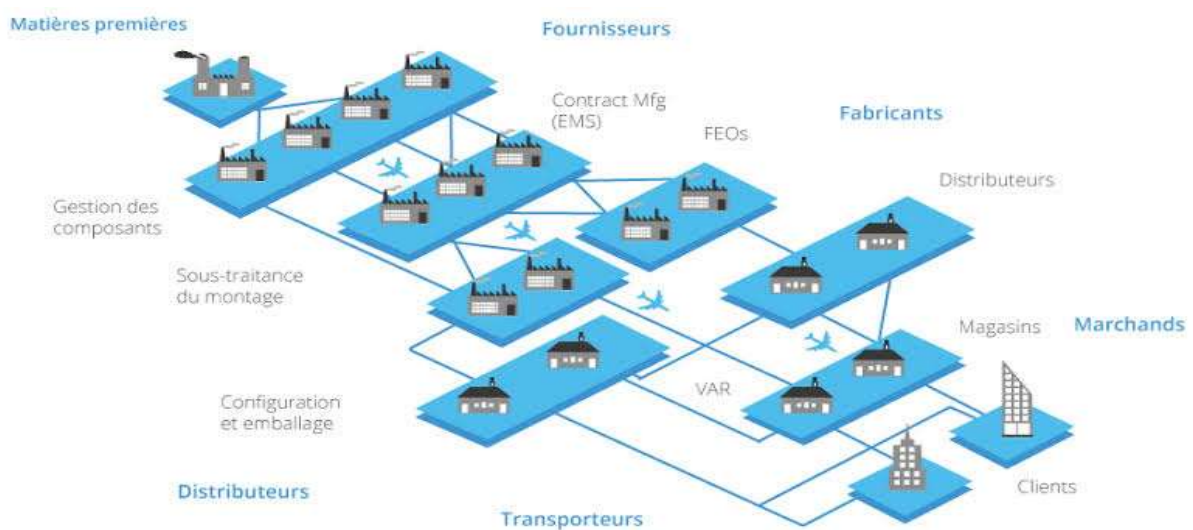 Matières premières
Fournisseurs
Contract Mfg
(EMS)
FEOs
Fabricants
Distributeurs
Gestion des
composants
Sous-traitance
du montage
Magasins
Marchands
VAR
Configuration
et emballage
Clients
Distributeurs
Transporteurs